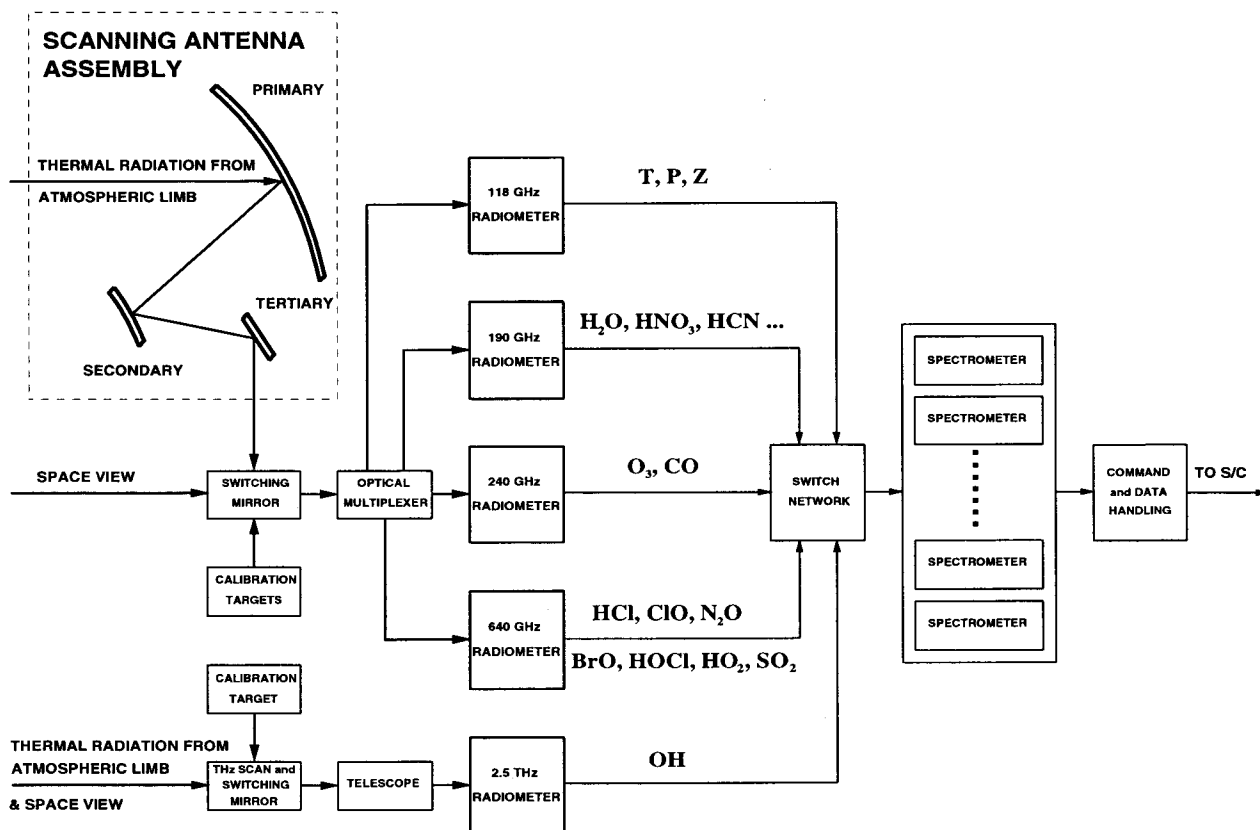 SCANNING ANTENNA
ASSEMBLY
PRIMARY
THERMAL RADIATION FROM
ATMOSPHERIC LIMB
TERTIARY
SECONDARY
118 GHz
RADIOMETER
T, P, Z
190 GHz
RADIOMETER
H₂O, HNO₃, HCN ...
SPACE VIEW
SWITCHING
MIRROR
OPTICAL
MULTIPLEXER
240 GHz
RADIOMETER
O₃, CO
SWITCH
NETWORK
SPECTROMETER
SPECTROMETER
SPECTROMETER
SPECTROMETER
COMMAND
and DATA
HANDLING
TO S/C
CALIBRATION
TARGETS
640 GHz
RADIOMETER
HCl, ClO, N₂O
BrO, HOCl, HO₂, SO₂
CALIBRATION
TARGET
THERMAL RADIATION FROM
ATMOSPHERIC LIMB
& SPACE VIEW
THz SCAN and
SWITCHING
MIRROR
TELESCOPE
2.5 THz
RADIOMETER
OH